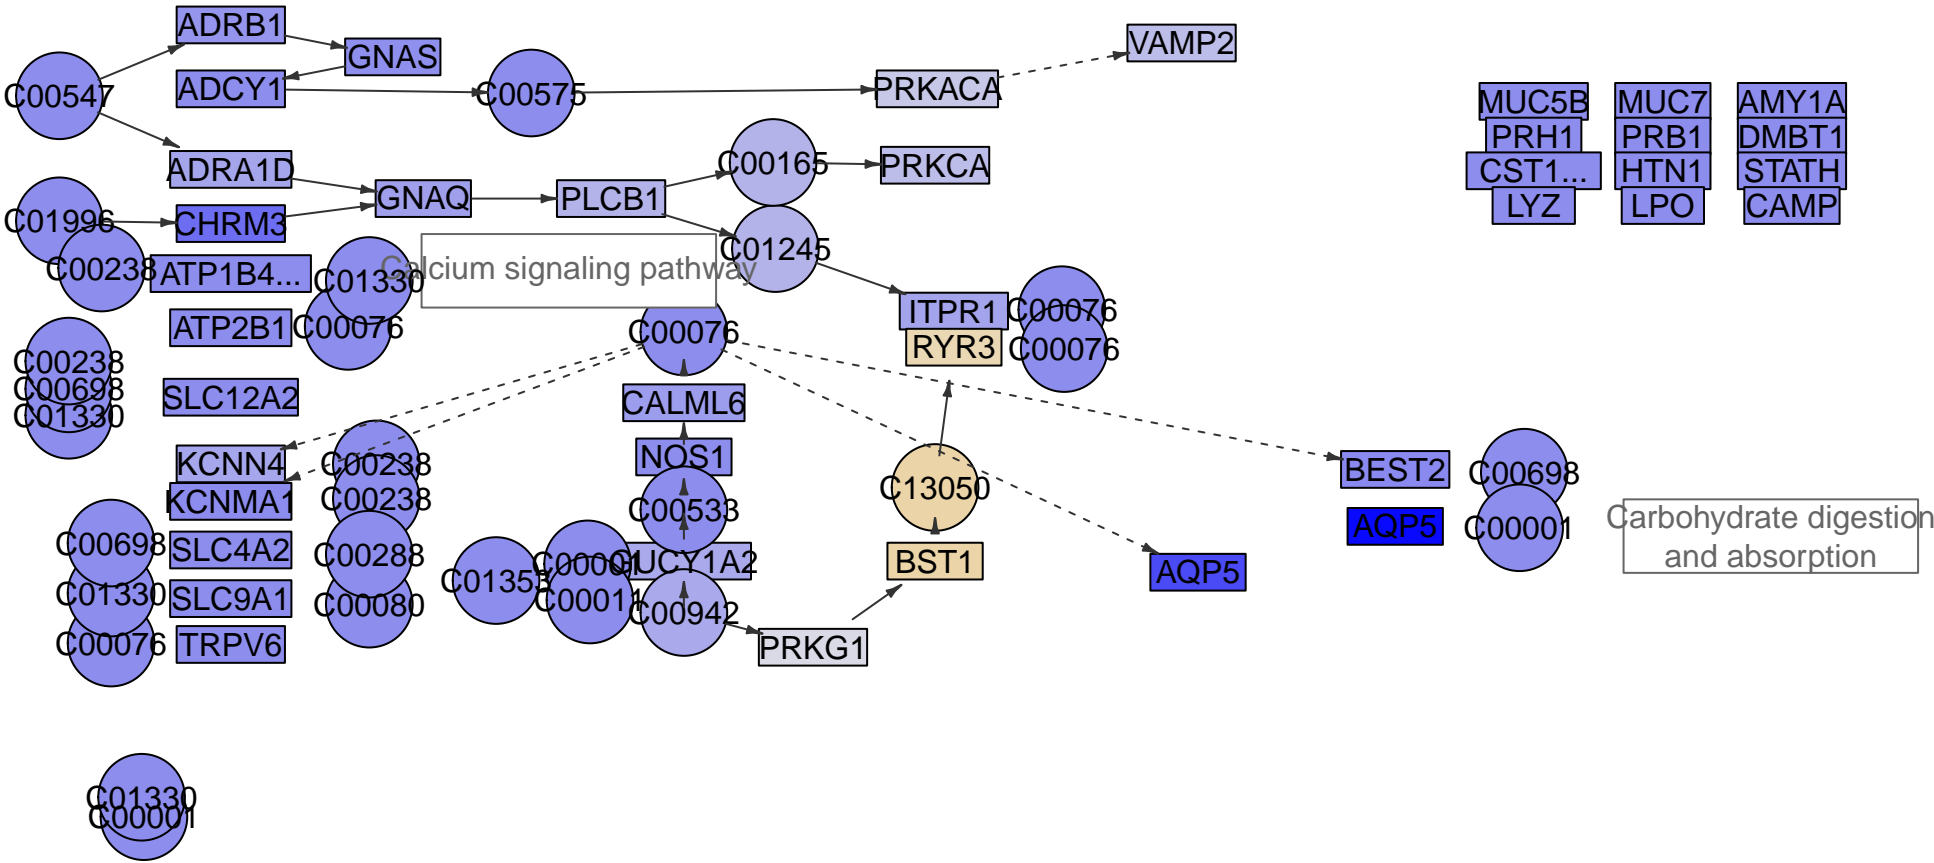 ADRB1
GNAS
VAMP2
C00547
ADCY1
C00575
PRKACA
MUC5B
MUC7
AMY1A
PRH1
PRB1
DMBT1
ADRA1D
C00165
PRKCA
CST1...
HTN1
STATH
GNAQ
PLCB1
LYZ
LPO
CAMP
C01996
CHRM3
C01245
C00238
ATP1B4...
C01330
Calcium signaling pathway
ITPR1
C00076
ATP2B1
C00076
C00076
RYR3
C00076
C00238
C00698
C01330
SLC12A2
CALML6
KCNN4
C00238
NOS1
BEST2
C00698
KCNMA1
C00238
C00533
C13050
AQP5
C00001
Carbohydrate digestion
and absorption
C00698
SLC4A2
C00288
C00001
GUCY1A2
BST1
AQP5
C01353
C01330
SLC9A1
C00080
C00011
C00942
C00076
TRPV6
PRKG1
C01330
C00001